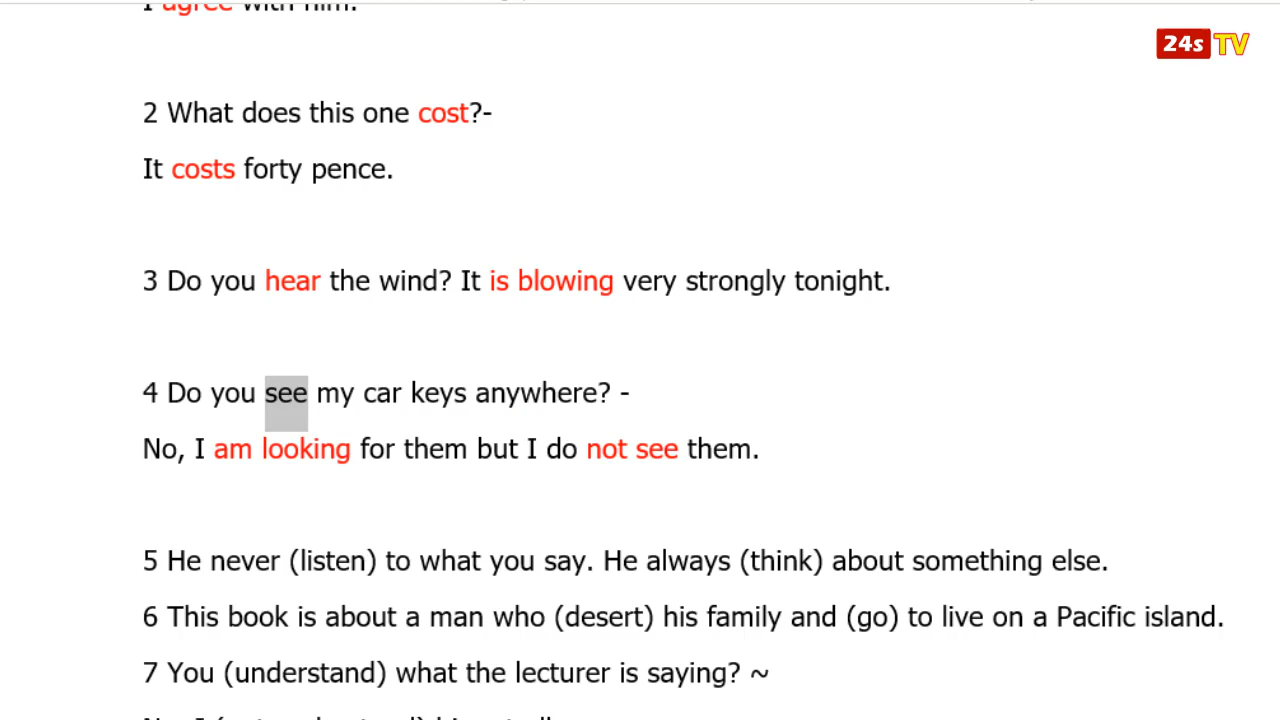 I agree with him.
24s TV
2 What does this one cost?-
It costs forty pence.
3 Do you hear the wind? It is blowing very strongly tonight.
4 Do you see my car keys anywhere? -
No, I am looking for them but I do not see them.
5 He never (listen) to what you say. He always (think) about something else.
6 This book is about a man who (desert) his family and (go) to live on a Pacific island.
7 You (understand) what the lecturer is saying? ~